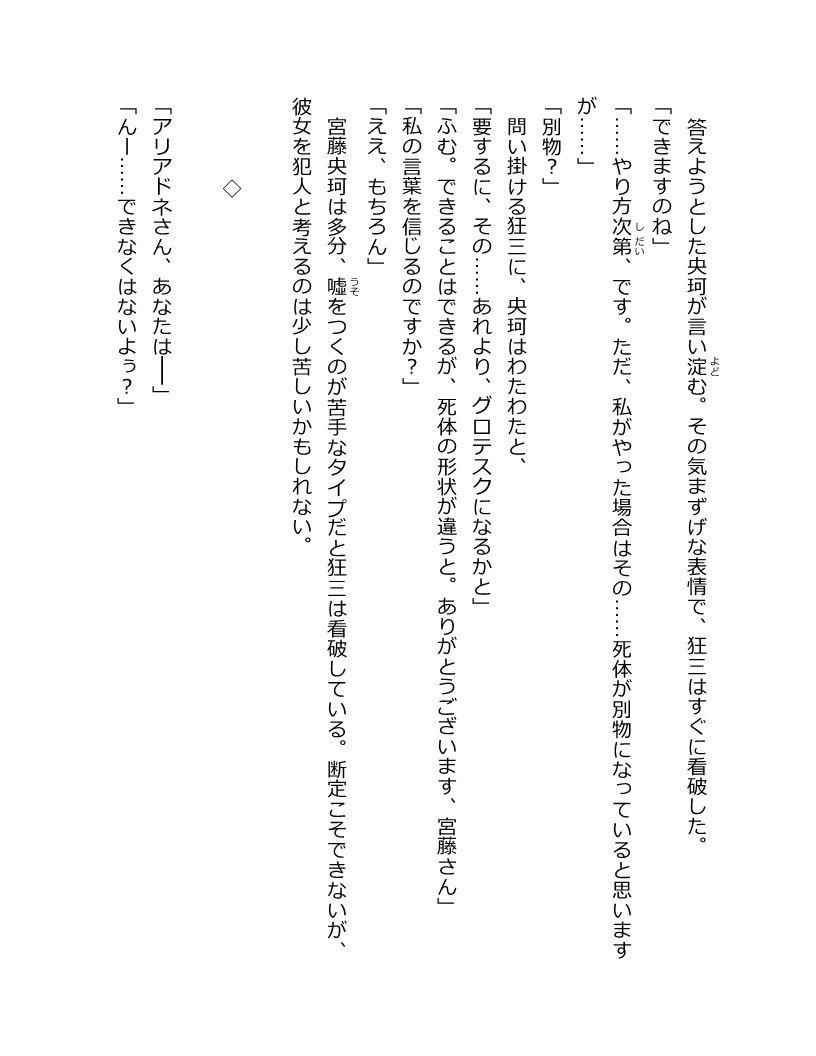 答えようとした央珂が言い淀む。その気まずげな表情で、狂三はすぐに看破した。
「できますのね」
「……やり方次第、です。ただ、私がやった場合はその……死体が別物になっていると思います
が……」
「別物？」
問い掛ける狂三に、央珂はわたわたと、
「要するに、その……あれより、グロテスクになるかと」
「ふむ。できることはできるが、死体の形状が違うと。ありがとうございます、宮藤さん」
「私の言葉を信じるのですか？」
「ええ、もちろん」
宮藤央珂は多分、嘘をつくのが苦手なタイプだと狂三は看破している。断定こそできないが、
彼女を犯人と考えるのは少し苦しいかもしれない。
◇
「アリアドネさん、あなたは――」
「んー……できなくはないよぅ？」